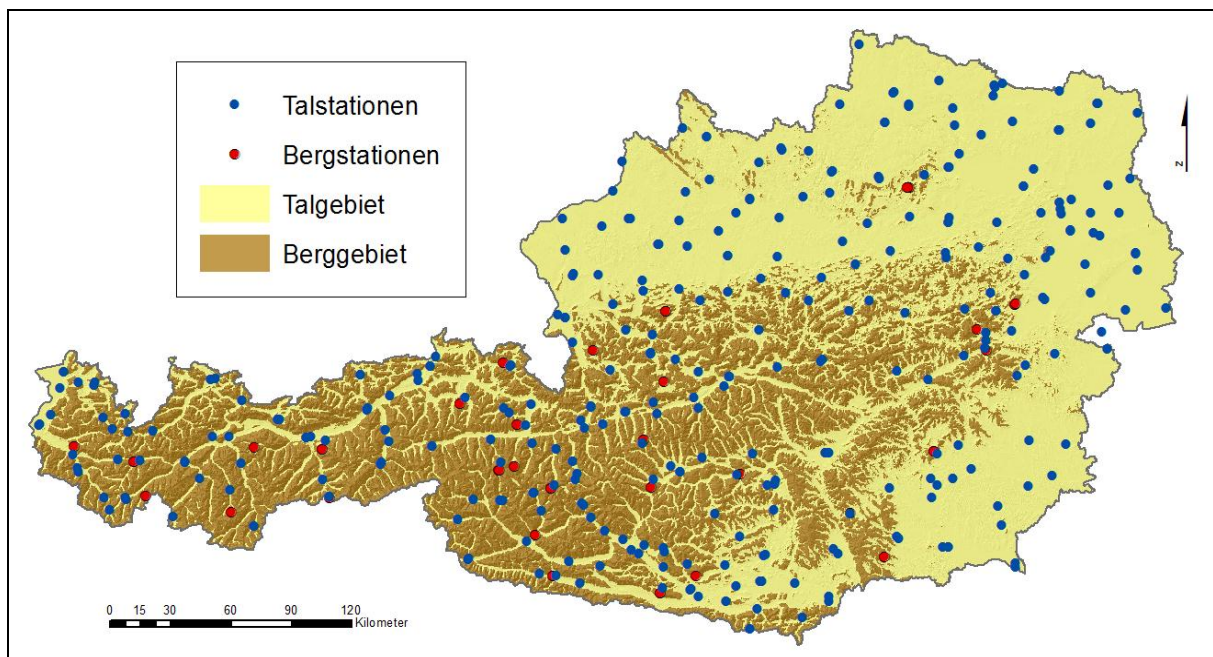 Talstationen
Bergstationen
Talgebiet
Berggebiet
N
0 15 30 60 90 120
Kilometer